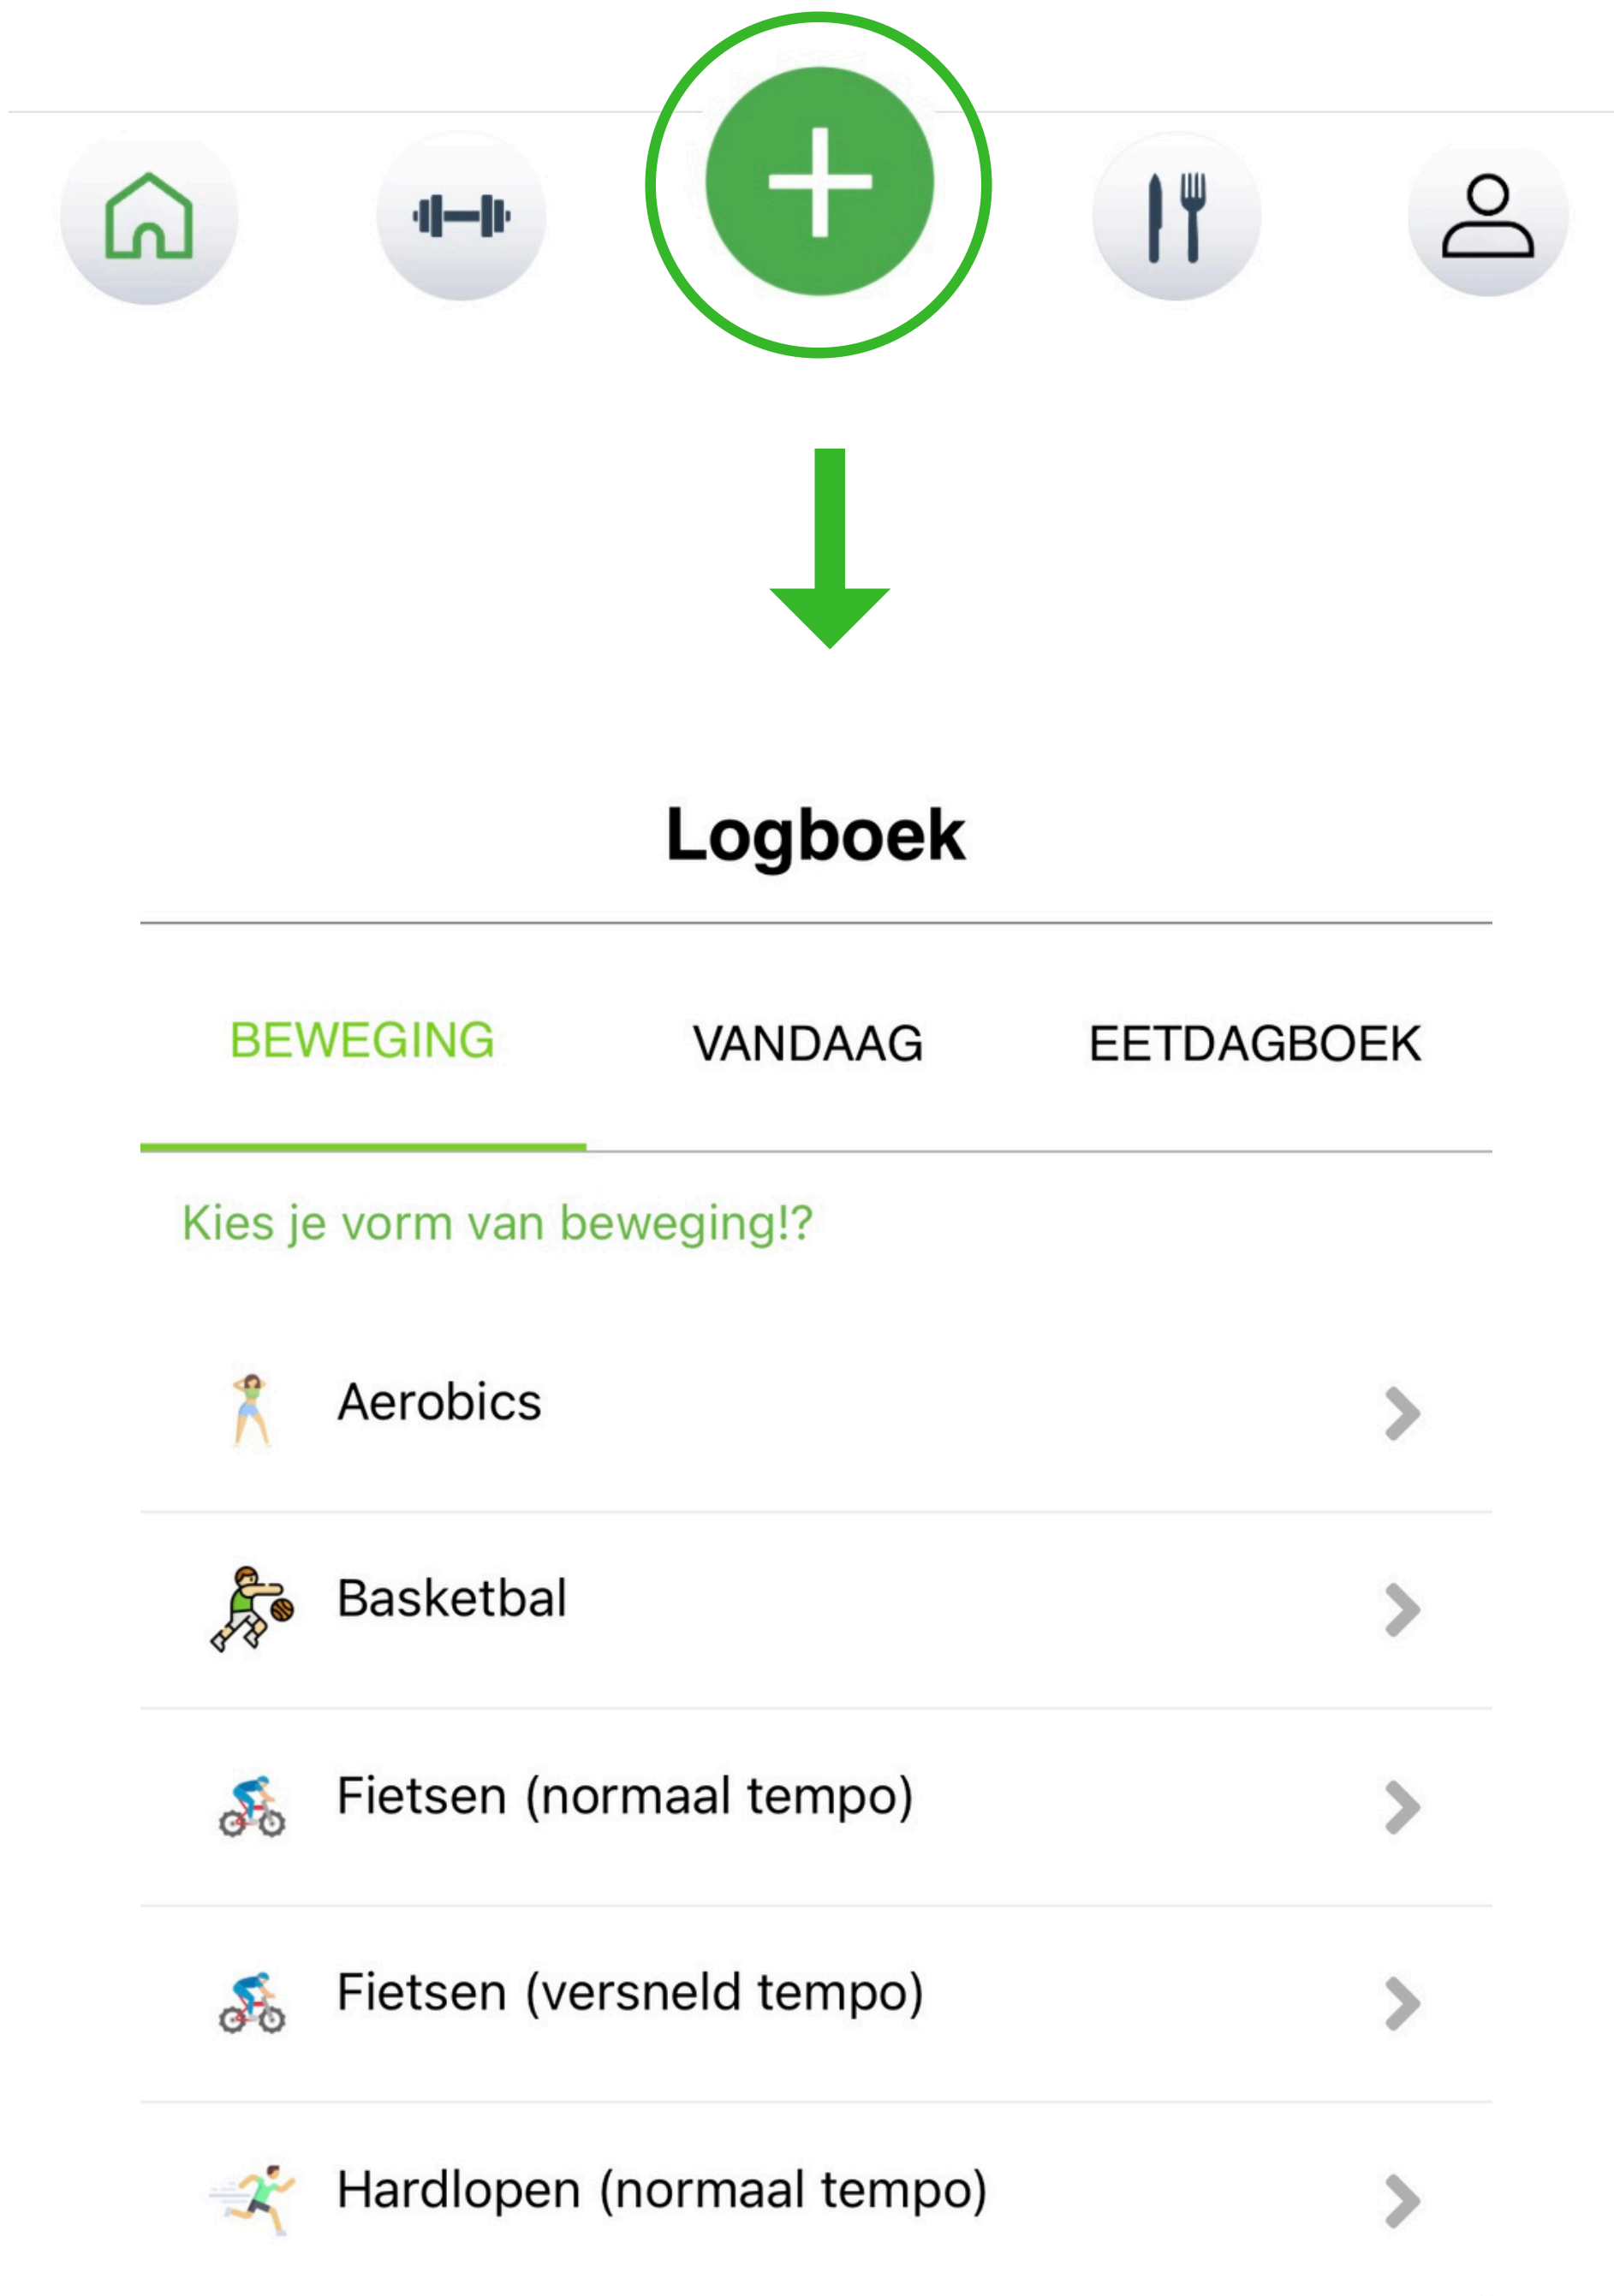 Logboek
BEWEGING VANDAAG EETDAGBOEK
Kies je vorm van beweging!?
Aerobics
Basketbal
Fietsen (normaal tempo)
Fietsen (versneld tempo)
Hardlopen (normaal tempo)